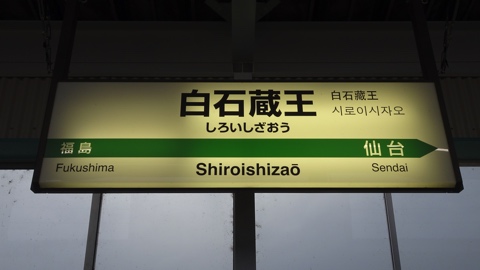 白石蔵王
しろいしざおう
白石藏王
시로이시자오
福島
仙台
Fukushima
Shiroishizaō
Sendai